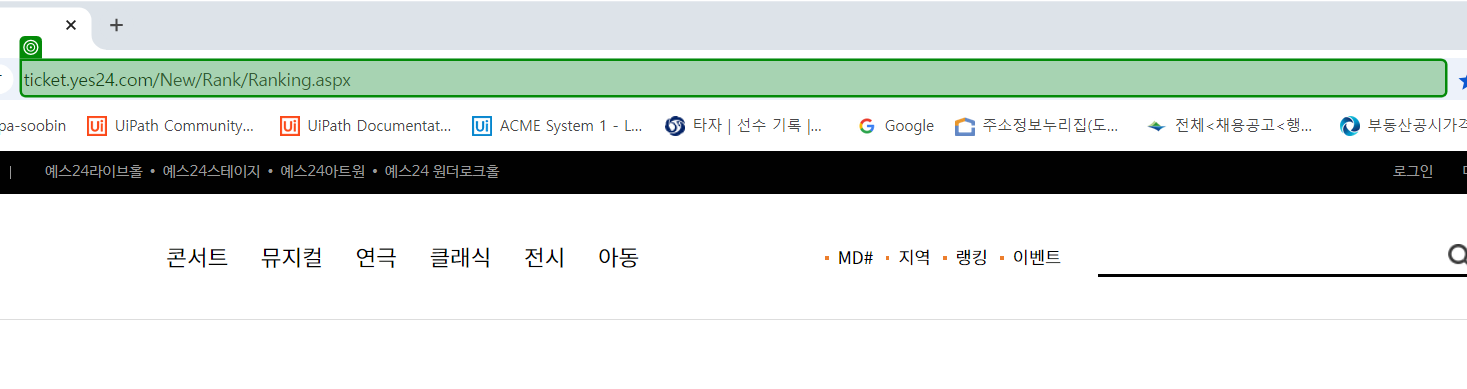 ticket.yes24.com/New/Rank/Ranking.aspx
pa-soobin UiPath Community... UiPath Documentat... ACME System 1 - L... 타자 | 선수 기록 |... Google 주소정보누리집(도... 전체<채용공고<행... 부동산공시가격
| 예스24라이브홀 • 예스24스테이지 • 예스24아트원 • 예스24 원더로크홀 로그인
콘서트 뮤지컬 연극 클래식 전시 아동 MD# 지역 랭킹 이벤트